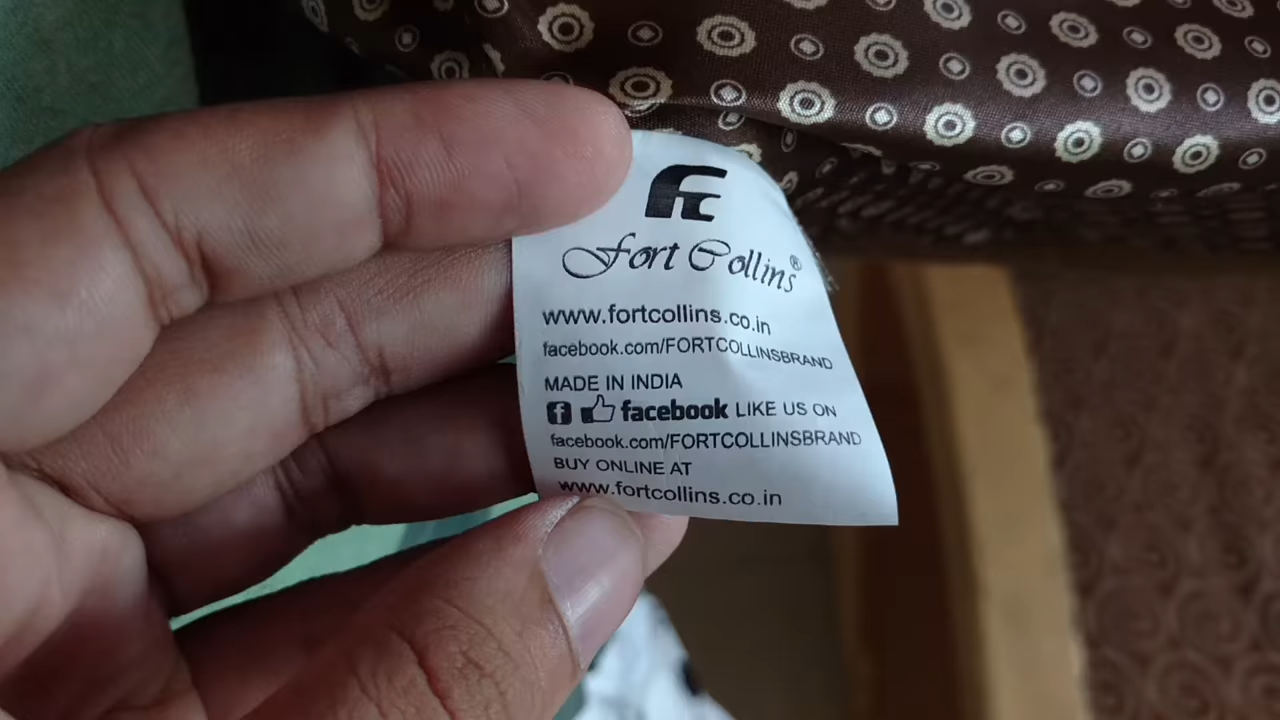 FC
Fort Collins®
www.fortcollins.co.in
facebook.com/FORTCOLLINSBRAND
MADE IN INDIA
f facebook LIKE US ON
facebook.com/FORTCOLLINSBRAND
BUY ONLINE AT
www.fortcollins.co.in